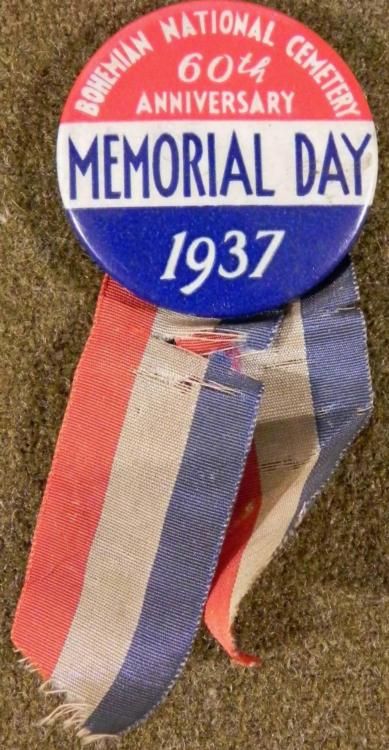 BOHEMIAN NATIONAL CEMETERY
60th
ANNIVERSARY
MEMORIAL DAY
1937